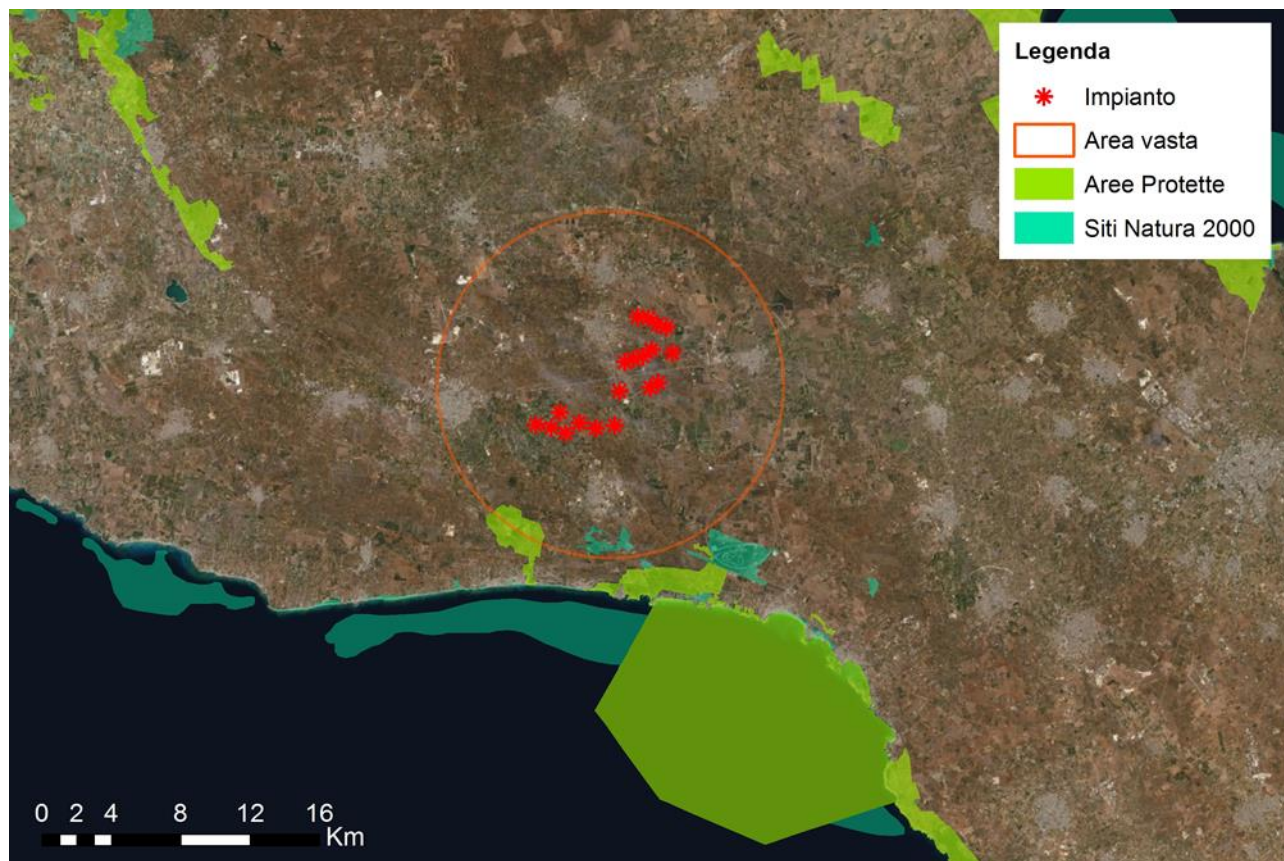 Legenda
Impianto
Area vasta
Aree Protette
Siti Natura 2000
0 2 4 8 12 16
Km